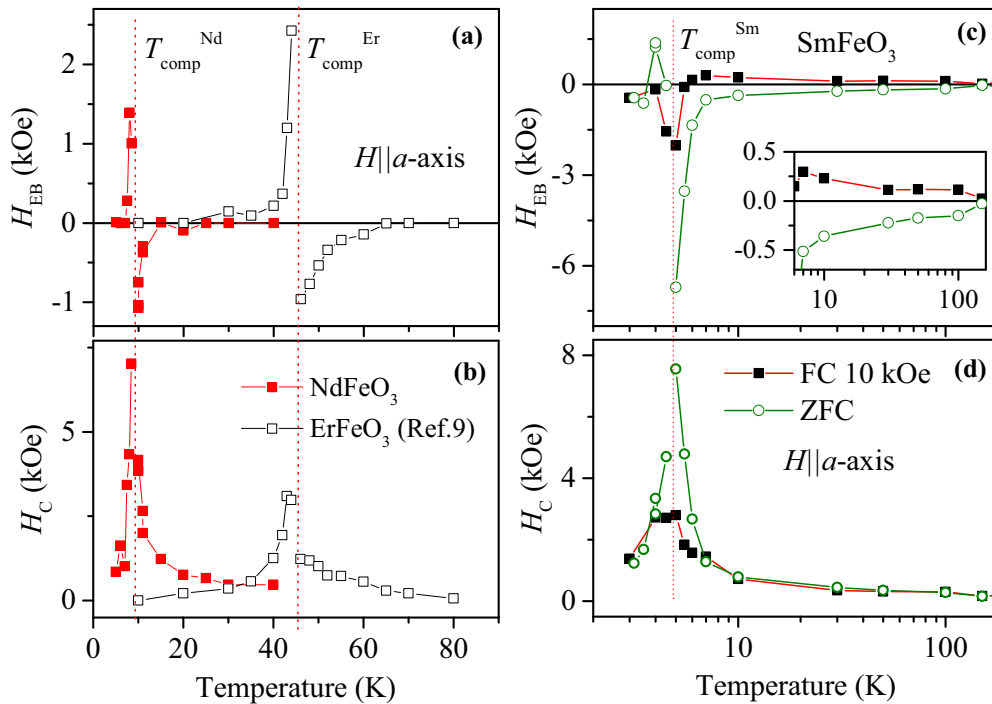 (a)
T_comp^Nd
T_comp^Er
H||a-axis
H_EB (kOe)
2
1
0
-1
(b)
NdFeO₃
ErFeO₃ (Ref.9)
H_C (kOe)
5
0
0 20 40 60 80
Temperature (K)
(c)
T_comp^Sm
SmFeO₃
H_EB (kOe)
0
-3
-6
0.5
0.0
-0.5
10 100
(d)
FC 10 kOe
ZFC
H||a-axis
H_C (kOe)
8
4
0
10 100
Temperature (K)